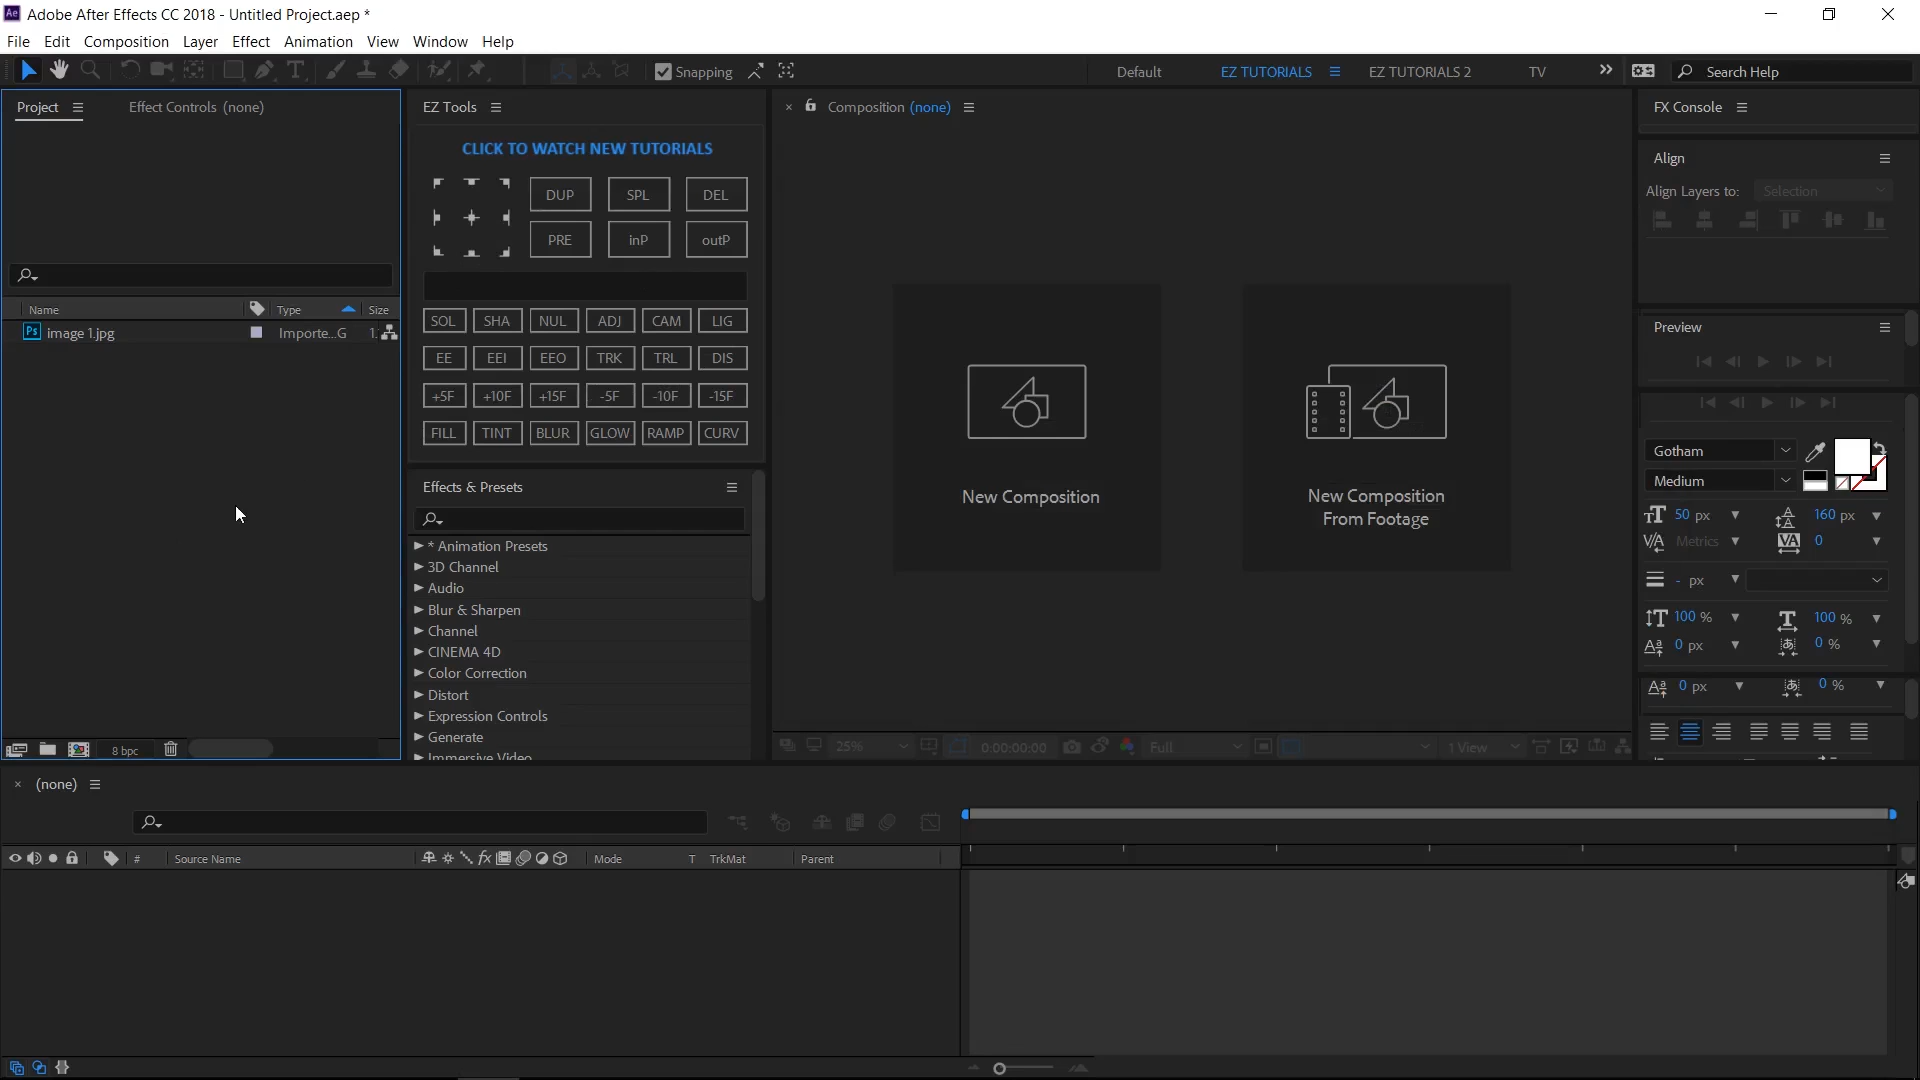 Ae Adobe After Effects CC 2018 - Untitled Project.aep *
File Edit Composition Layer Effect Animation View Window Help
Snapping Default EZ TUTORIALS EZ TUTORIALS 2 TV Search Help
Project Effect Controls (none)
Name Type Size
Ps image 1.jpg Importe...G 1.
8 bpc
EZ Tools
CLICK TO WATCH NEW TUTORIALS
DUP SPL DEL
PRE inP outP
SOL SHA NUL ADJ CAM LIG
EE EEI EEO TRK TRL DIS
+5F +10F +15F -5F -10F -15F
FILL TINT BLUR GLOW RAMP CURV
Effects & Presets
* Animation Presets
3D Channel
Audio
Blur & Sharpen
Channel
CINEMA 4D
Color Correction
Distort
Expression Controls
Generate
Immersive Video
Composition (none)
New Composition
New Composition
From Footage
25% 0:00:00:00 Full 1 View
FX Console
Align
Align Layers to: Selection
Preview
Gotham
Medium
50 px 160 px
Metrics 0
- px
100 % 100 %
0 px 0 %
0 px 0 %
(none)
# Source Name fx Mode T TrkMat Parent